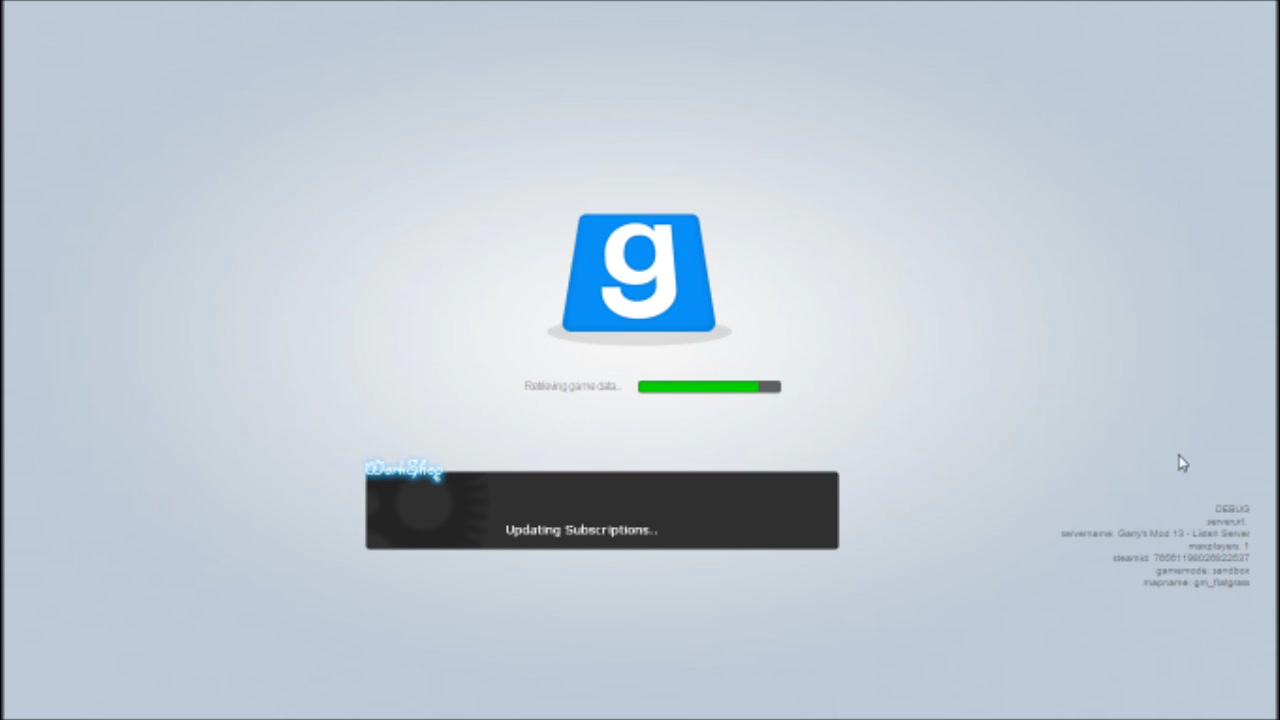 g
Retrieving game data..
WorkShop
Updating Subscriptions..
DEBUG
serverurl:
servername: Garry's Mod 13 - Listen Server
maxplayers: 1
steamid:
gamemode: sandbox
mapname: gm_flatgrass